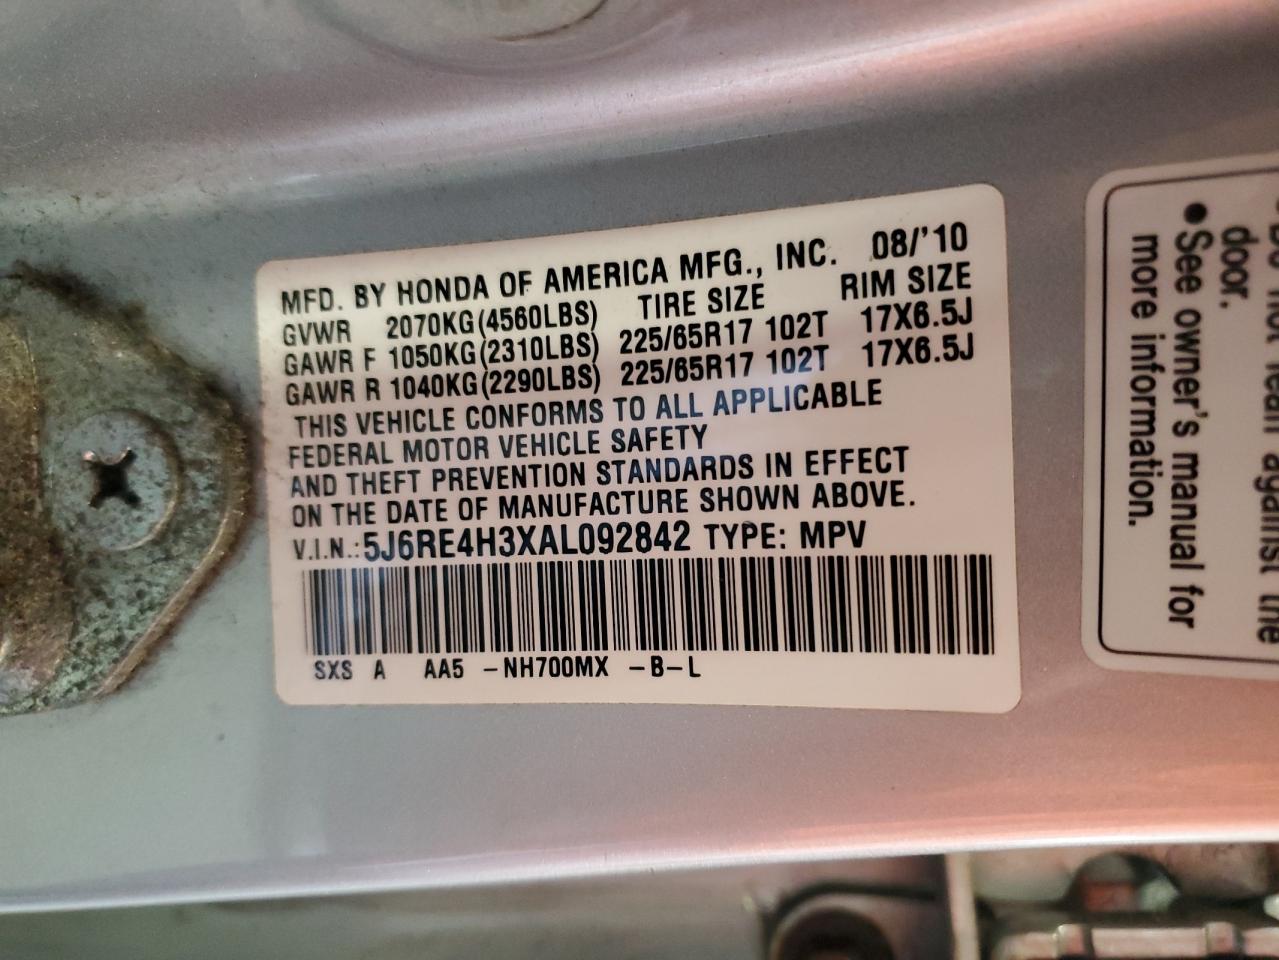 MFD. BY HONDA OF AMERICA MFG., INC. 08/'10
GVWR 2070KG(4560LBS) TIRE SIZE RIM SIZE
GAWR F 1050KG(2310LBS) 225/65R17 102T 17X6.5J
GAWR R 1040KG(2290LBS) 225/65R17 102T 17X6.5J
THIS VEHICLE CONFORMS TO ALL APPLICABLE
FEDERAL MOTOR VEHICLE SAFETY
AND THEFT PREVENTION STANDARDS IN EFFECT
ON THE DATE OF MANUFACTURE SHOWN ABOVE.
V.I.N.: 5J6RE4H3XAL092842 TYPE: MPV
SXS A AA5 -NH700MX -B-L
lean against the
door.
● See owner's manual for
more information.